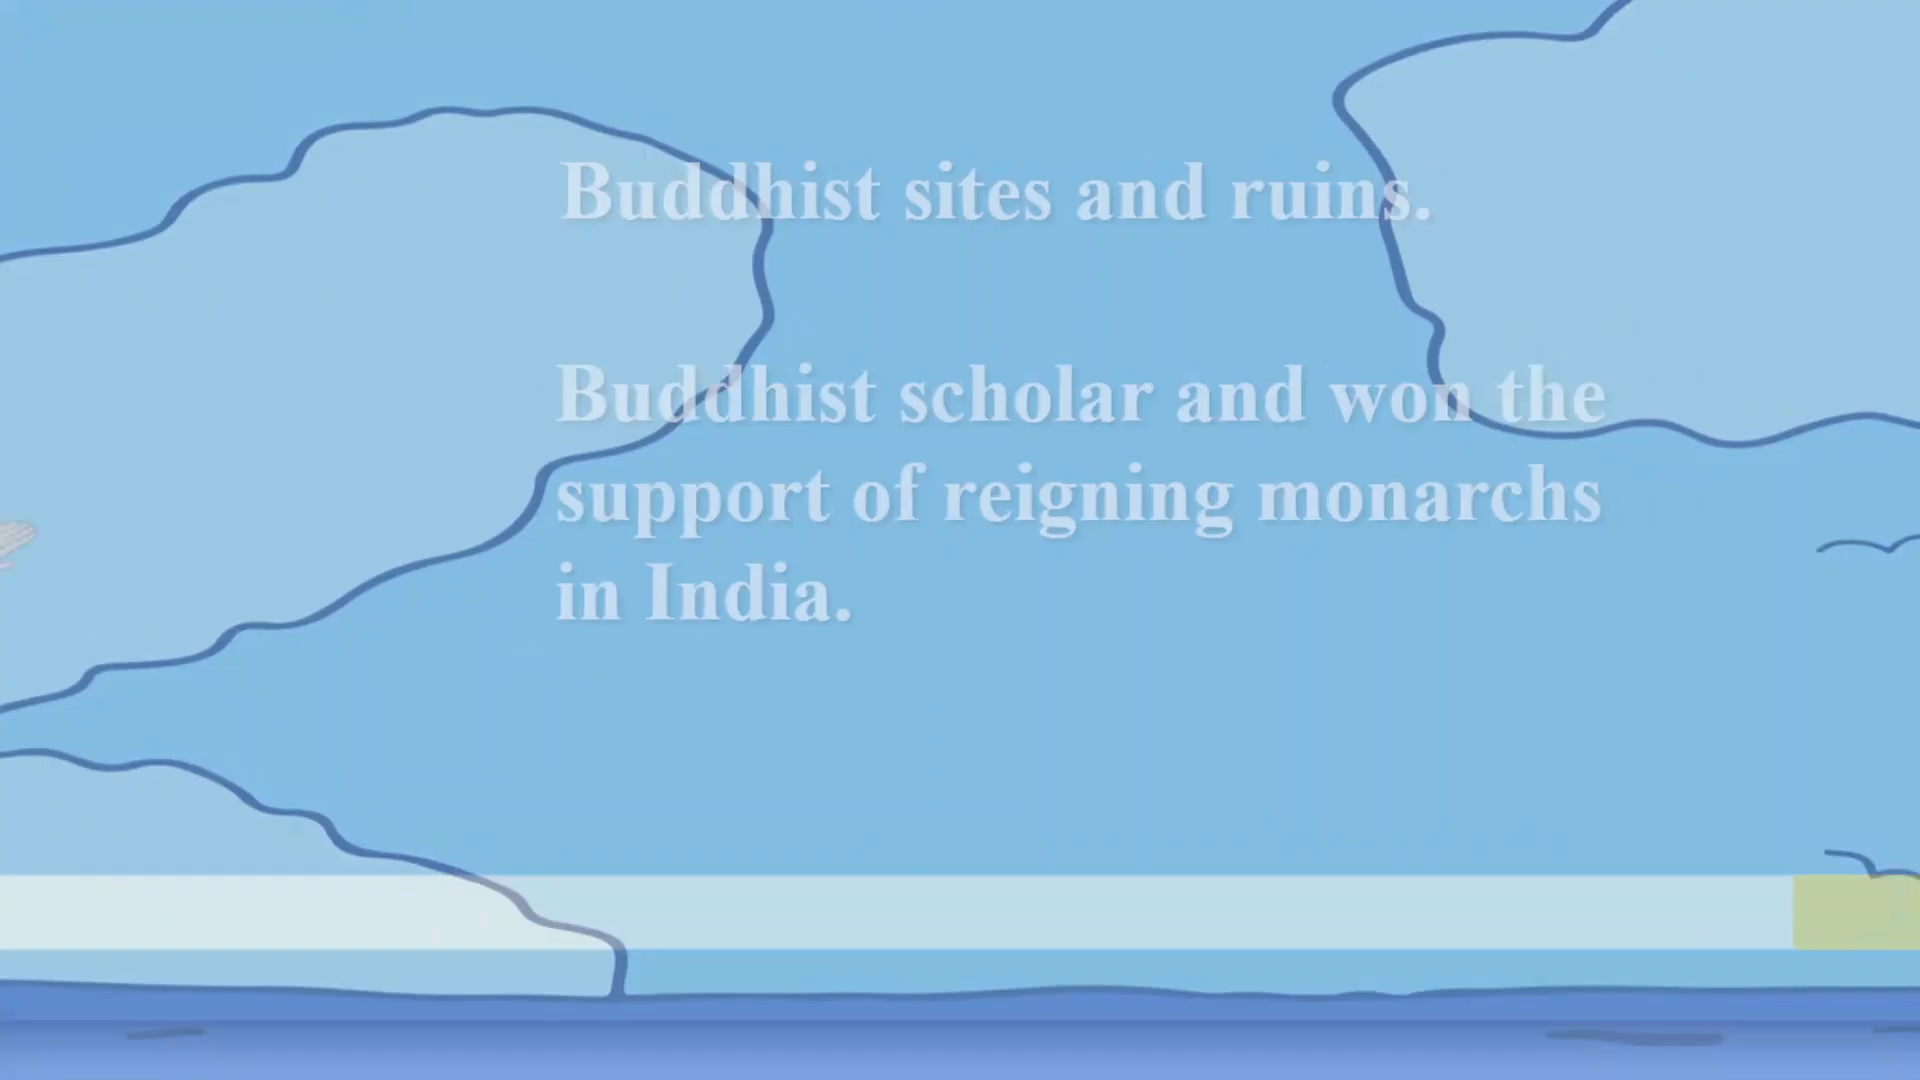 Buddhist sites and ruins.
Buddhist scholar and won the
support of reigning monarchs
in India.